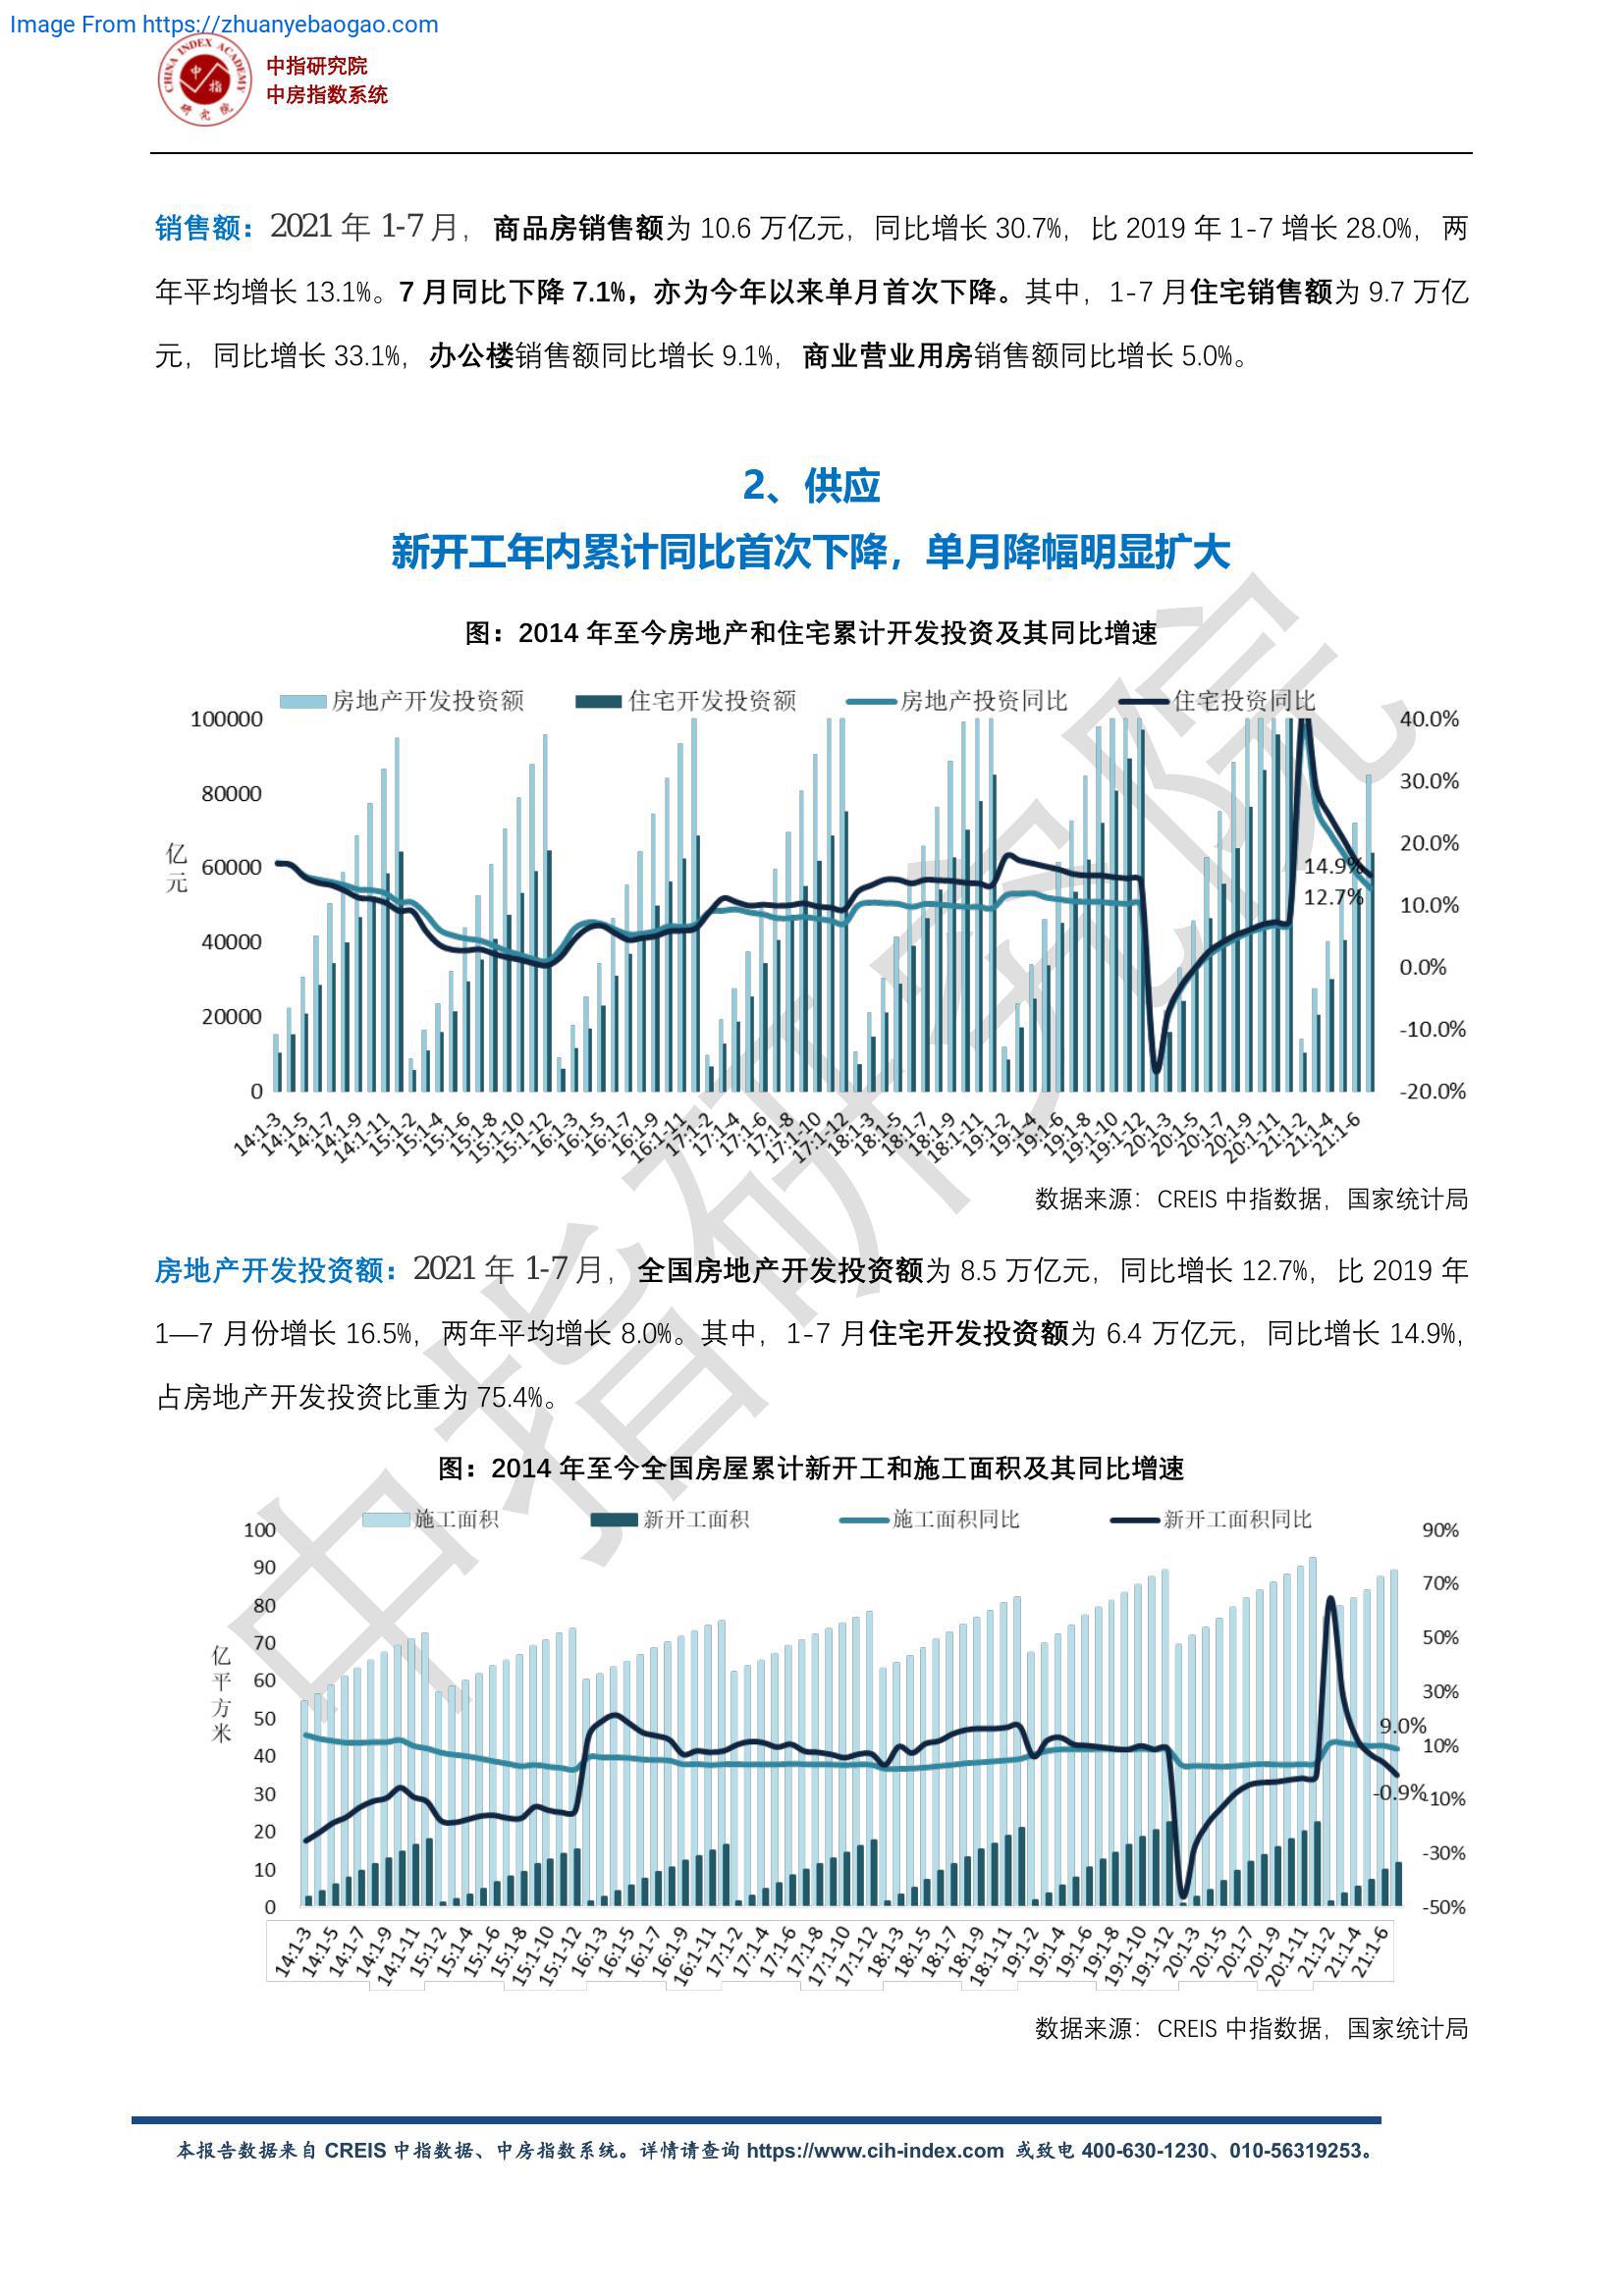 Image From https://zhuanyebaogao.com
CHINA INDEX ACADEMY
中指
研究院
中指研究院
中房指数系统
销售额：2021 年 1-7 月，商品房销售额为 10.6 万亿元，同比增长 30.7%，比 2019 年 1-7 增长 28.0%，两
年平均增长 13.1%。7 月同比下降 7.1%，亦为今年以来单月首次下降。其中，1-7 月住宅销售额为 9.7 万亿
元，同比增长 33.1%，办公楼销售额同比增长 9.1%，商业营业用房销售额同比增长 5.0%。
2、供应
新开工年内累计同比首次下降，单月降幅明显扩大
图：2014 年至今房地产和住宅累计开发投资及其同比增速
房地产开发投资额 住宅开发投资额 房地产投资同比 住宅投资同比
100000
80000
60000
40000
20000
0
亿元
40.0%
30.0%
20.0%
10.0%
0.0%
-10.0%
-20.0%
14.9%
12.7%
14:1-3 14:1-5 14:1-7 14:1-9 14:1-11 15:1-2 15:1-4 15:1-6 15:1-8 15:1-10 15:1-12 16:1-3 16:1-5 16:1-7 16:1-9 16:1-11 17:1-2 17:1-4 17:1-6 17:1-8 17:1-10 17:1-12 18:1-3 18:1-5 18:1-7 18:1-9 18:1-11 19:1-2 19:1-4 19:1-6 19:1-8 19:1-10 19:1-12 20:1-3 20:1-5 20:1-7 20:1-9 20:1-11 21:1-2 21:1-4 21:1-6
数据来源：CREIS 中指数据，国家统计局
房地产开发投资额：2021 年 1-7 月，全国房地产开发投资额为 8.5 万亿元，同比增长 12.7%，比 2019 年
1—7 月份增长 16.5%，两年平均增长 8.0%。其中，1-7 月住宅开发投资额为 6.4 万亿元，同比增长 14.9%，
占房地产开发投资比重为 75.4%。
图：2014 年至今全国房屋累计新开工和施工面积及其同比增速
施工面积 新开工面积 施工面积同比 新开工面积同比
100
90
80
70
60
50
40
30
20
10
0
亿平方米
90%
70%
50%
30%
10%
-10%
-30%
-50%
9.0%
-0.9%
14:1-3 14:1-5 14:1-7 14:1-9 14:1-11 15:1-2 15:1-4 15:1-6 15:1-8 15:1-10 15:1-12 16:1-3 16:1-5 16:1-7 16:1-9 16:1-11 17:1-2 17:1-4 17:1-6 17:1-8 17:1-10 17:1-12 18:1-3 18:1-5 18:1-7 18:1-9 18:1-11 19:1-2 19:1-4 19:1-6 19:1-8 19:1-10 19:1-12 20:1-3 20:1-5 20:1-7 20:1-9 20:1-11 21:1-2 21:1-4 21:1-6
数据来源：CREIS 中指数据，国家统计局
中指研究院
本报告数据来自 CREIS 中指数据、中房指数系统。详情请查询 https://www.cih-index.com 或致电 400-630-1230、010-56319253。